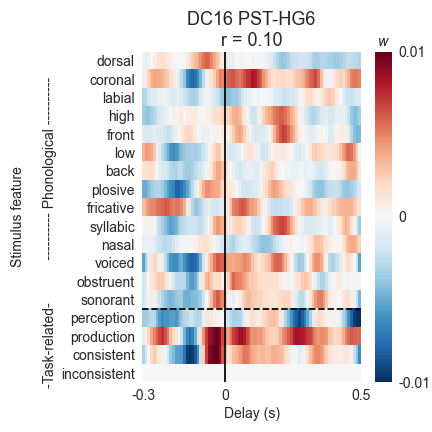 DC16 PST-HG6
r = 0.10
w
dorsal
coronal
labial
high
front
low
back
plosive
fricative
syllabic
nasal
voiced
obstruent
sonorant
perception
production
consistent
inconsistent
Stimulus feature
-Task-related- ---------- Phonological ----------
0.01
0
-0.01
-0.3
0
0.5
Delay (s)